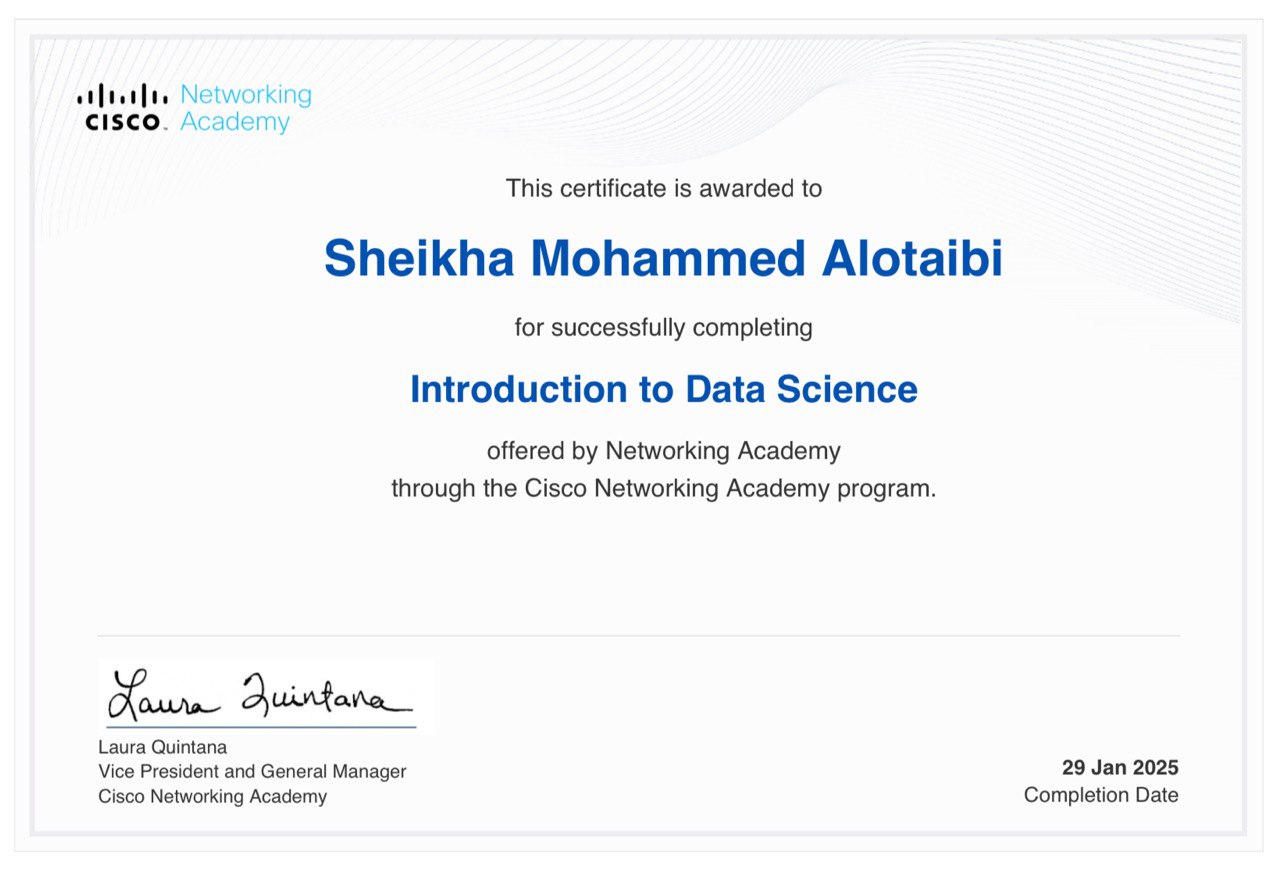 Networking
CISCO Academy
This certificate is awarded to
Sheikha Mohammed Alotaibi
for successfully completing
Introduction to Data Science
offered by Networking Academy
through the Cisco Networking Academy program.
Laura Quintana
Laura Quintana
Vice President and General Manager
Cisco Networking Academy
29 Jan 2025
Completion Date